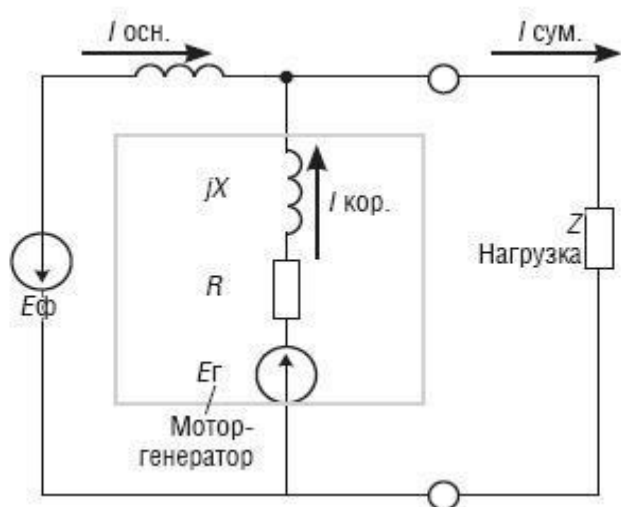 I осн.
I сум.
jX
I кор.
Z
Нагрузка
R
Eф
Eг
Мотор-
генератор